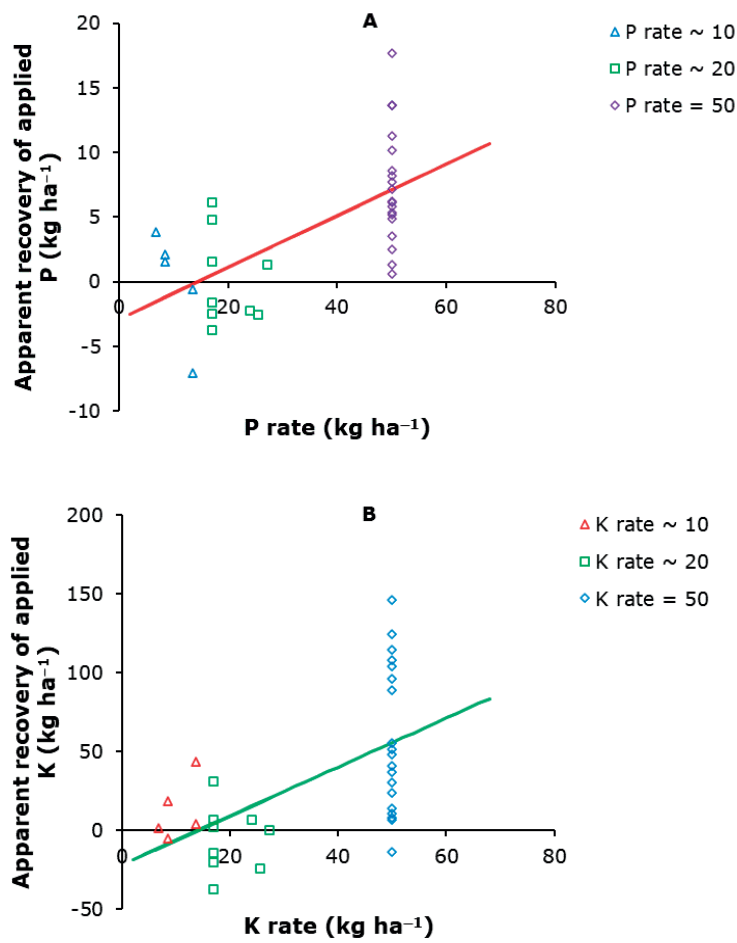 A
20
15
10
5
0
-5
-10
0
20
40
60
80
Apparent recovery of applied
P (kg ha⁻¹)
P rate (kg ha⁻¹)
P rate ~ 10
P rate ~ 20
P rate = 50
B
200
150
100
50
0
-50
0
20
40
60
80
Apparent recovery of applied
K (kg ha⁻¹)
K rate (kg ha⁻¹)
K rate ~ 10
K rate ~ 20
K rate = 50